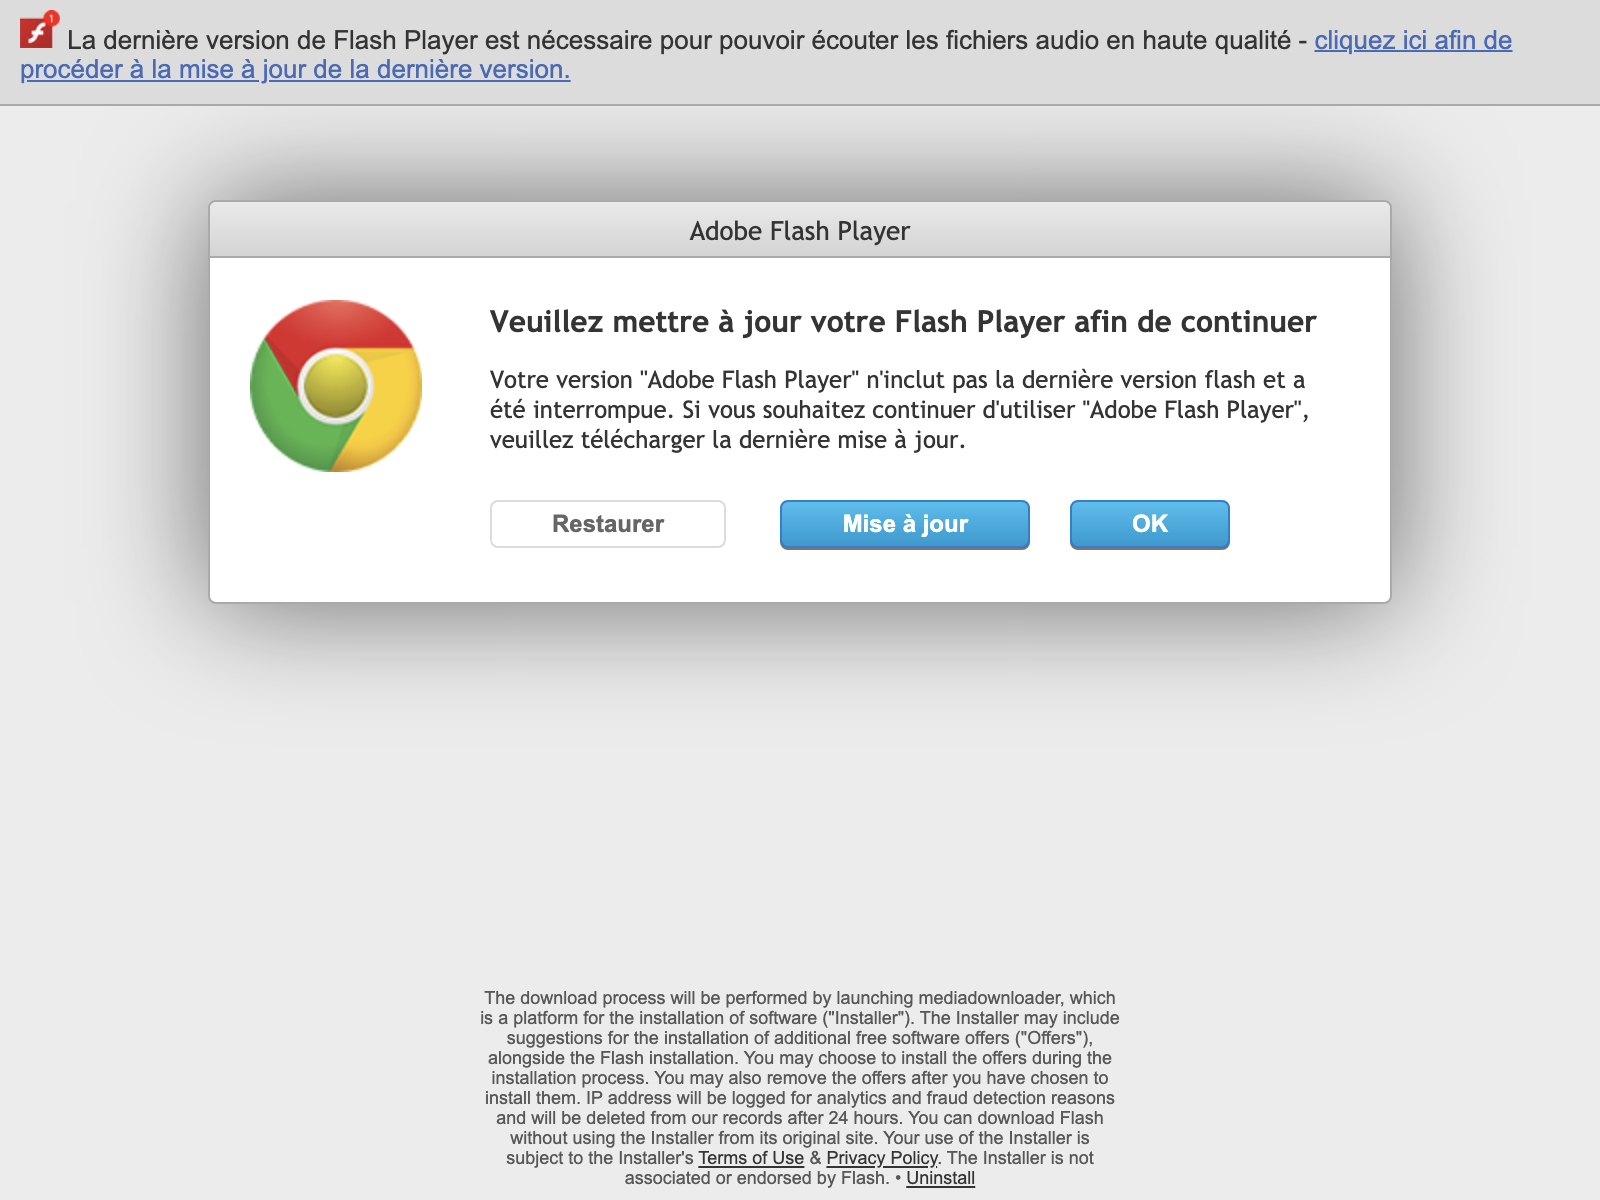 1
La dernière version de Flash Player est nécessaire pour pouvoir écouter les fichiers audio en haute qualité - cliquez ici afin de
procéder à la mise à jour de la dernière version.
Adobe Flash Player
Veuillez mettre à jour votre Flash Player afin de continuer
Votre version "Adobe Flash Player" n'inclut pas la dernière version flash et a
été interrompue. Si vous souhaitez continuer d'utiliser "Adobe Flash Player",
veuillez télécharger la dernière mise à jour.
Restaurer
Mise à jour
OK
The download process will be performed by launching mediadownloader, which
is a platform for the installation of software ("Installer"). The Installer may include
suggestions for the installation of additional free software offers ("Offers"),
alongside the Flash installation. You may choose to install the offers during the
installation process. You may also remove the offers after you have chosen to
install them. IP address will be logged for analytics and fraud detection reasons
and will be deleted from our records after 24 hours. You can download Flash
without using the Installer from its original site. Your use of the Installer is
subject to the Installer's Terms of Use & Privacy Policy. The Installer is not
associated or endorsed by Flash. • Uninstall